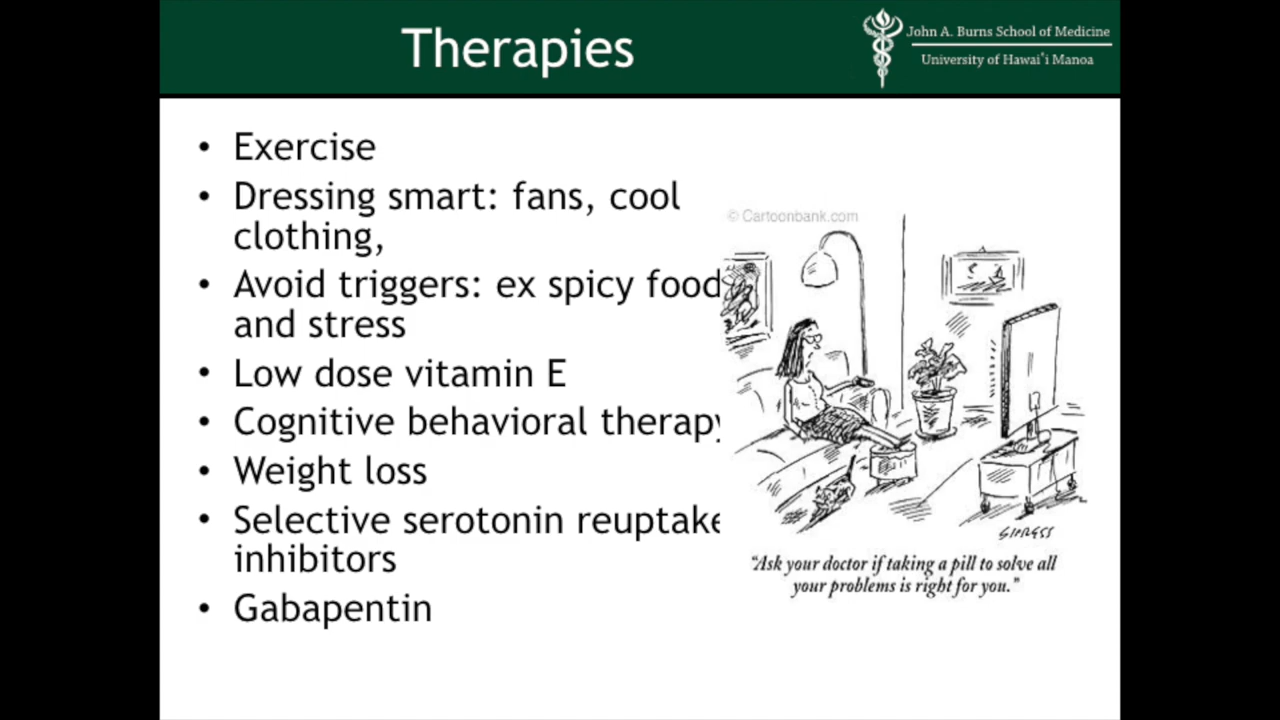 Therapies
John A. Burns School of Medicine
University of Hawai'i Manoa
• Exercise
• Dressing smart: fans, cool
clothing,
• Avoid triggers: ex spicy food
and stress
• Low dose vitamin E
• Cognitive behavioral therapy
• Weight loss
• Selective serotonin reuptake
inhibitors
• Gabapentin
© Cartoonbank.com
SIPRESS
"Ask your doctor if taking a pill to solve all
your problems is right for you."